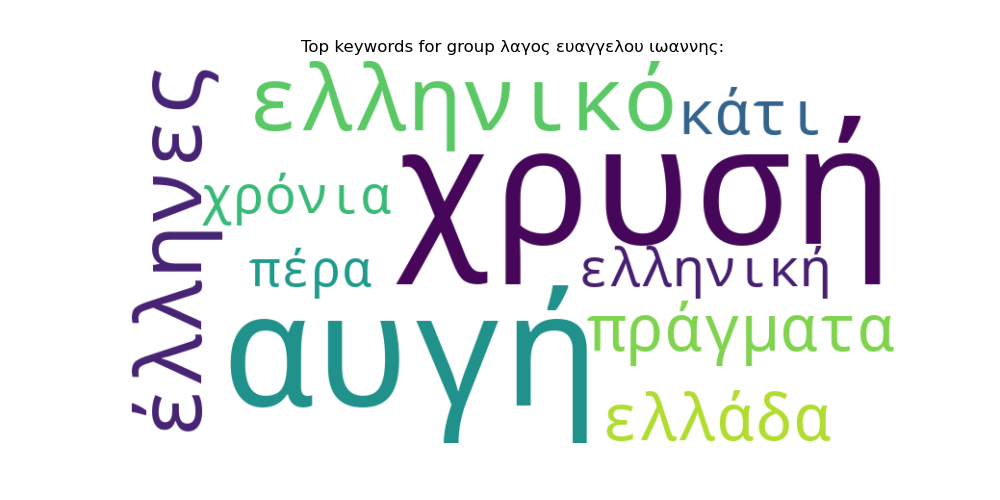 Top keywords for group λαγος ευαγγελου ιωαννης:
ελληνικό
κάτι
έλληνες
χρυσή
χρόνια
πέρα
ελληνική
αυγή
πράγματα
ελλάδα